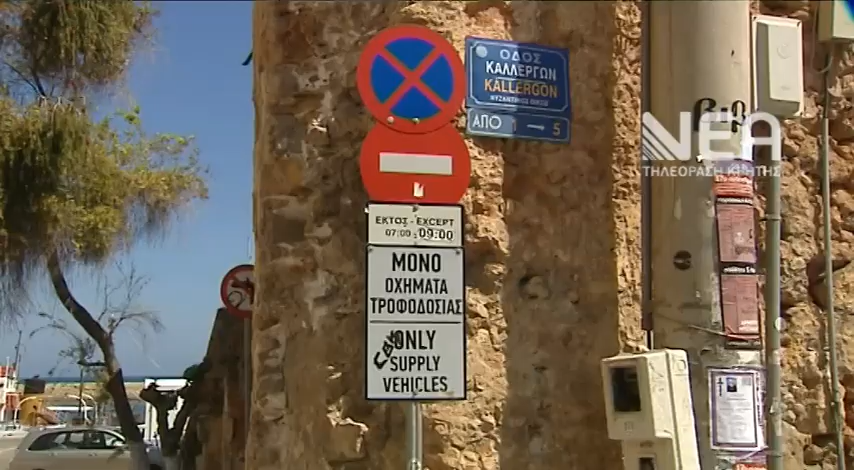 ΟΔΟΣ
ΚΑΛΛΕΡΓΩΝ
KALLERGON
ΑΠΟ 1 → 5
ΕΚΤΟΣ - EXCEPT
07:00 - 09:00
ΜΟΝΟ
ΟΧΗΜΑΤΑ
ΤΡΟΦΟΔΟΣΙΑΣ
ONLY
SUPPLY
VEHICLES
ΝΕΑ
ΤΗΛΕΟΡΑΣΗ ΚΡΗΤΗΣ